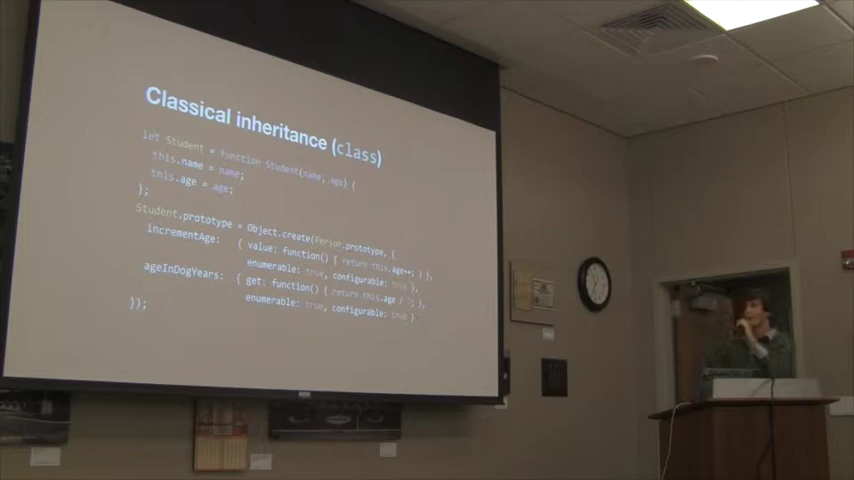 Classical inheritance (class)
let Student = function Student(name, age) {
this.name = name;
this.age = age;
};
Student.prototype = Object.create(Person.prototype, {
incrementAge: { value: function() { return this.age++; } },
enumerable: true, configurable: true },
ageInDogYears: { get: function() { return this.age / 7; },
enumerable: true, configurable: true }
});